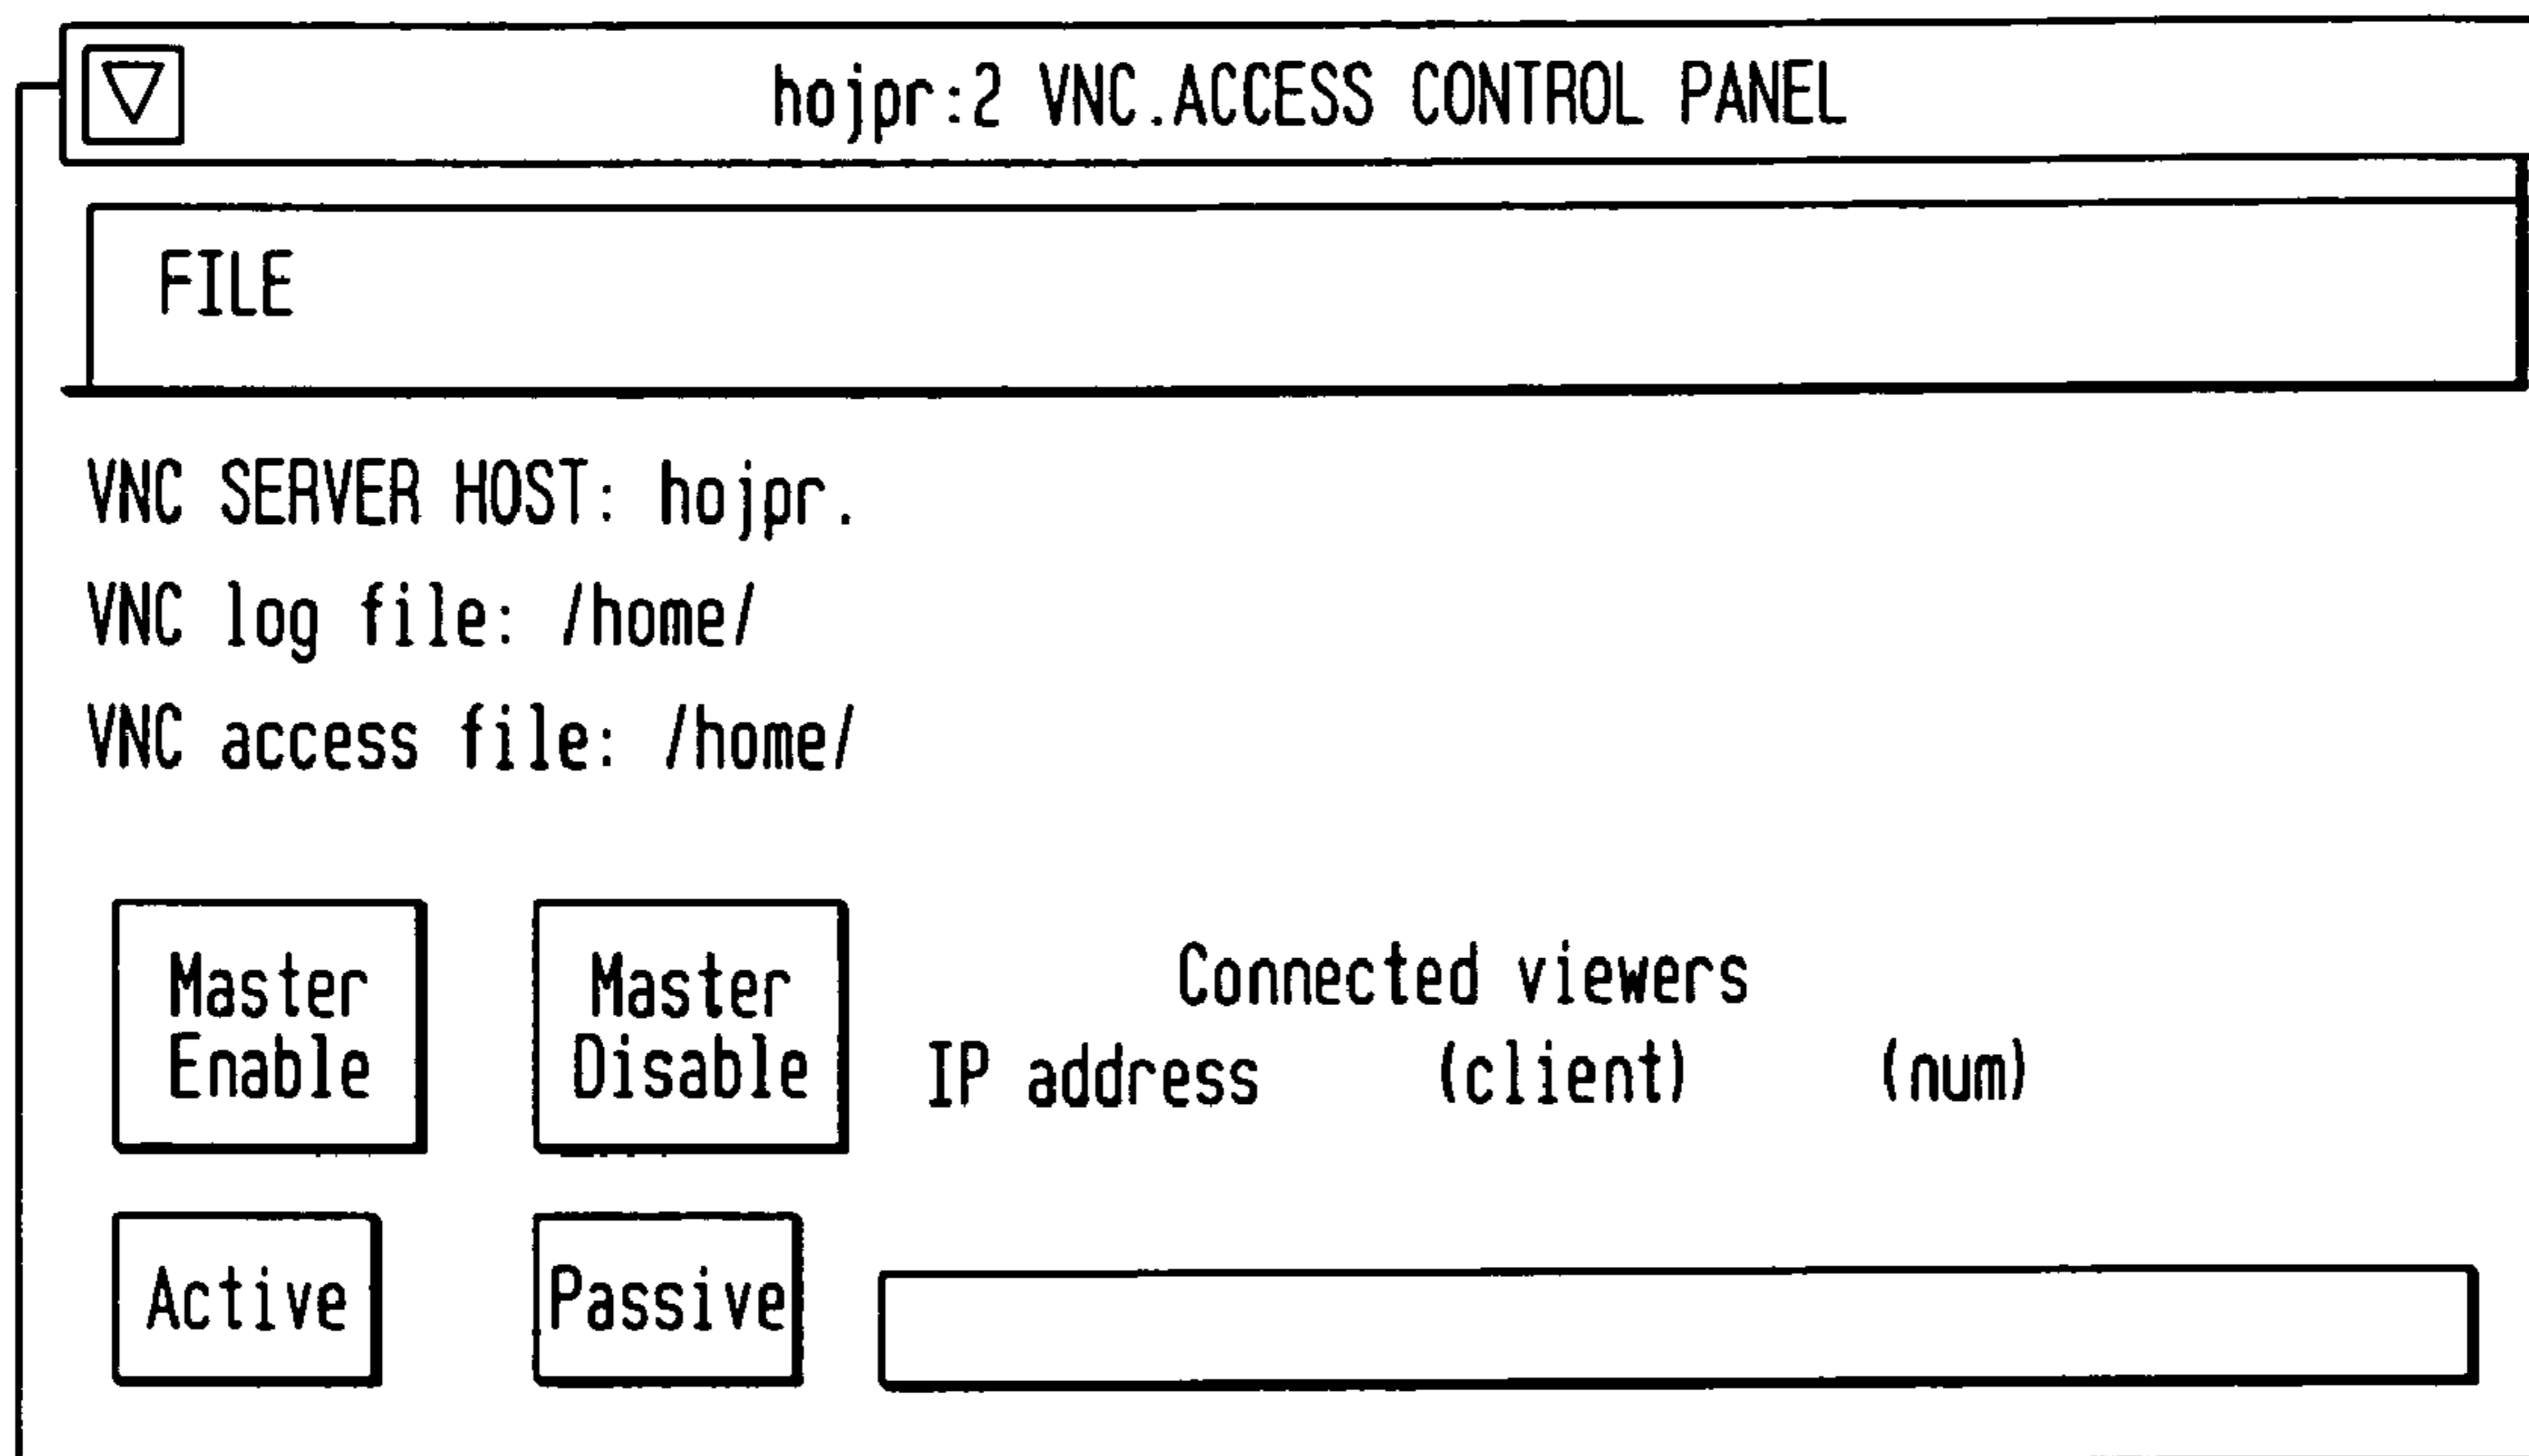 hojpr:2 VNC.ACCESS CONTROL PANEL
FILE
VNC SERVER HOST: hojpr.
VNC log file: /home/
VNC access file: /home/
Master
Enable
Master
Disable
Connected viewers
IP address (client) (num)
Active
Passive